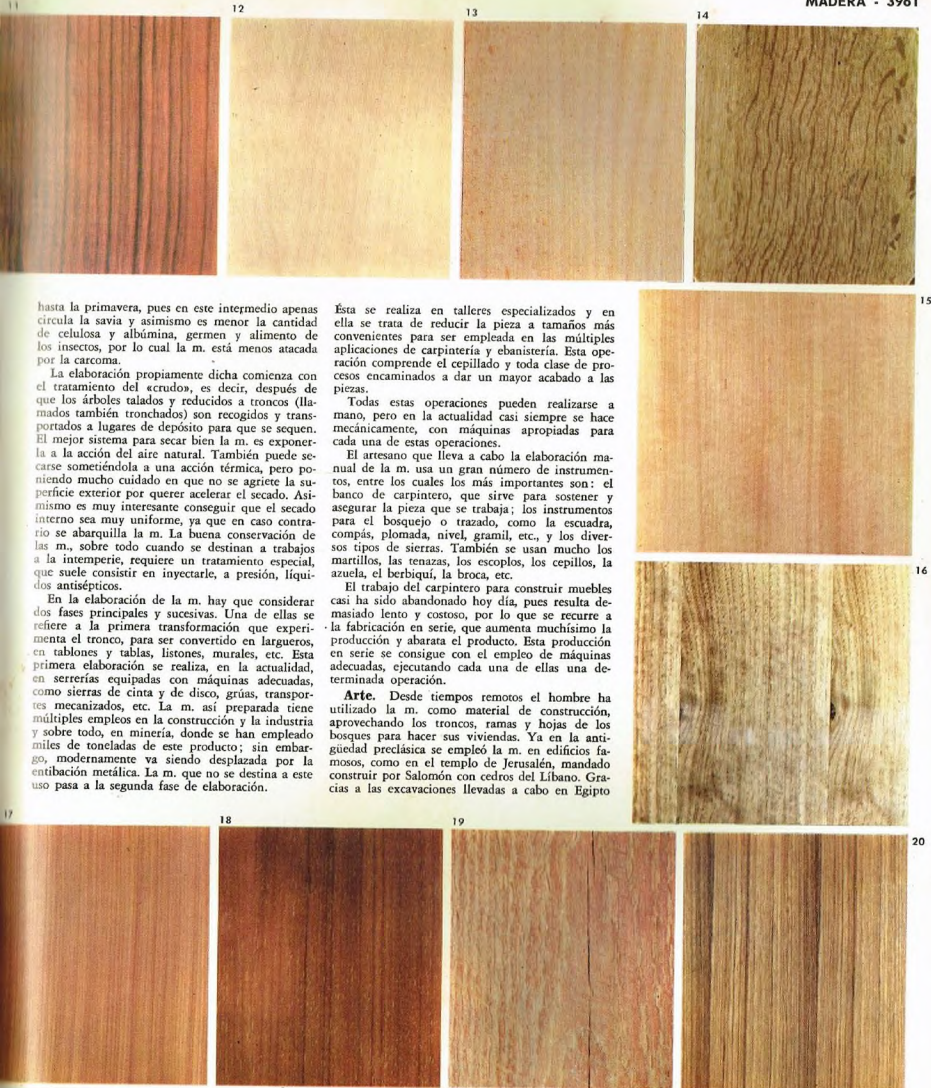 MADERA - 3961
11
12
13
14
hasta la primavera, pues en este intermedio apenas
circula la savia y asimismo es menor la cantidad
de celulosa y albúmina, germen y alimento de
los insectos, por lo cual la m. está menos atacada
por la carcoma.
La elaboración propiamente dicha comienza con
el tratamiento del «crudo», es decir, después de
que los árboles talados y reducidos a troncos (lla-
mados también tronchados) son recogidos y trans-
portados a lugares de depósito para que se sequen.
El mejor sistema para secar bien la m. es exponer-
la a la acción del aire natural. También puede se-
carse sometiéndola a una acción térmica, pero po-
niendo mucho cuidado en que no se agriete la su-
perficie exterior por querer acelerar el secado. Asi-
mismo es muy interesante conseguir que el secado
interno sea muy uniforme, ya que en caso contra-
rio se abarquilla la m. La buena conservación de
las m., sobre todo cuando se destinan a trabajos
a la intemperie, requiere un tratamiento especial,
que suele consistir en inyectarle, a presión, líqui-
dos antisépticos.
En la elaboración de la m. hay que considerar
dos fases principales y sucesivas. Una de ellas se
refiere a la primera transformación que experi-
menta el tronco, para ser convertido en largueros,
en tablones y tablas, listones, murales, etc. Esta
primera elaboración se realiza, en la actualidad,
en serrerías equipadas con máquinas adecuadas,
como sierras de cinta y de disco, grúas, transpor-
tes mecanizados, etc. La m. así preparada tiene
múltiples empleos en la construcción y la industria
y sobre todo, en minería, donde se han empleado
miles de toneladas de este producto; sin embar-
go, modernamente va siendo desplazada por la
entibación metálica. La m. que no se destina a este
uso pasa a la segunda fase de elaboración.
Ésta se realiza en talleres especializados y en
ella se trata de reducir la pieza a tamaños más
convenientes para ser empleada en las múltiples
aplicaciones de carpintería y ebanistería. Esta ope-
ración comprende el cepillado y toda clase de pro-
cesos encaminados a dar un mayor acabado a las
piezas.
Todas estas operaciones pueden realizarse a
mano, pero en la actualidad casi siempre se hace
mecánicamente, con máquinas apropiadas para
cada una de estas operaciones.
El artesano que lleva a cabo la elaboración ma-
nual de la m. usa un gran número de instrumen-
tos, entre los cuales los más importantes son: el
banco de carpintero, que sirve para sostener y
asegurar la pieza que se trabaja; los instrumentos
para el bosquejo o trazado, como la escuadra,
compás, plomada, nivel, gramil, etc., y los diver-
sos tipos de sierras. También se usan mucho los
martillos, las tenazas, los escoplos, los cepillos, la
azuela, el berbiquí, la broca, etc.
El trabajo del carpintero para construir muebles
casi ha sido abandonado hoy día, pues resulta de-
masiado lento y costoso, por lo que se recurre a
la fabricación en serie, que aumenta muchísimo la
producción y abarata el producto. Esta producción
en serie se consigue con el empleo de máquinas
adecuadas, ejecutando cada una de ellas una de-
terminada operación.
Arte. Desde tiempos remotos el hombre ha
utilizado la m. como material de construcción,
aprovechando los troncos, ramas y hojas de los
bosques para hacer sus viviendas. Ya en la anti-
güedad preclásica se empleó la m. en edificios fa-
mosos, como en el templo de Jerusalén, mandado
construir por Salomón con cedros del Líbano. Gra-
cias a las excavaciones llevadas a cabo en Egipto
15
16
17
18
19
20